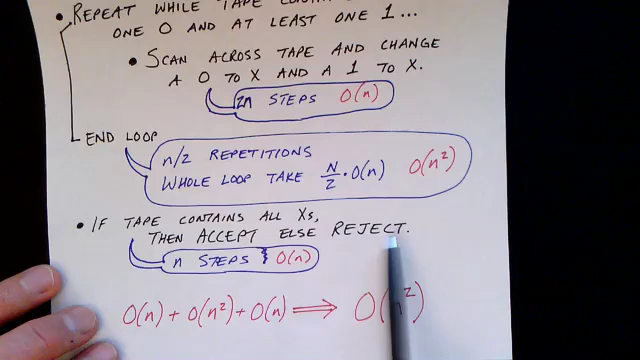 • REPEAT WHILE TAPE
ONE 0 AND AT LEAST ONE 1...
• SCAN ACROSS TAPE AND CHANGE
A 0 TO X AND A 1 TO X.
2n STEPS O(n)
END LOOP
n/2 REPETITIONS
WHOLE LOOP TAKE N/2 · O(n) O(n²)
• IF TAPE CONTAINS ALL Xs,
THEN ACCEPT ELSE REJECT.
n STEPS O(n)
O(n) + O(n²) + O(n) ⟹ O(n²)